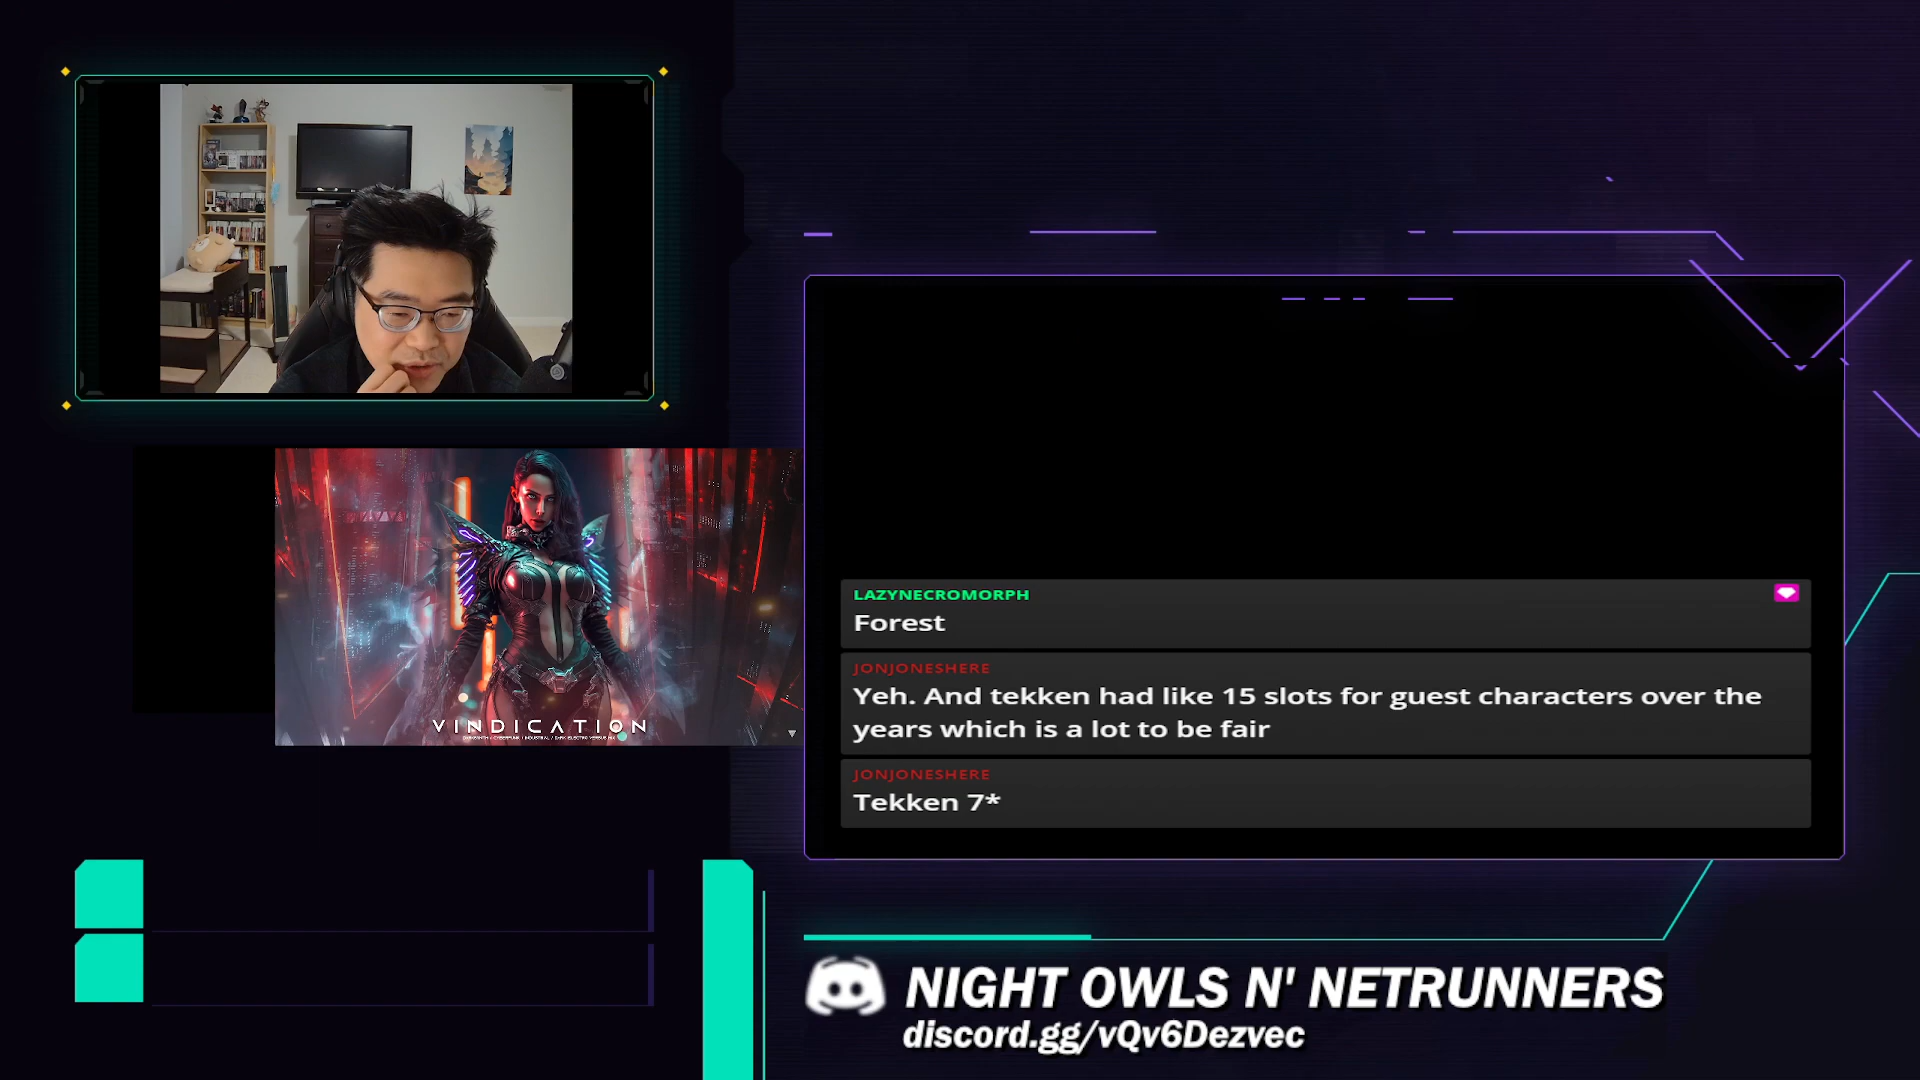 VINDICATION
LAZYNECROMORPH
Forest
JONJONESHERE
Yeh. And tekken had like 15 slots for guest characters over the
years which is a lot to be fair
JONJONESHERE
Tekken 7*
NIGHT OWLS N' NETRUNNERS
discord.gg/vQv6Dezvec